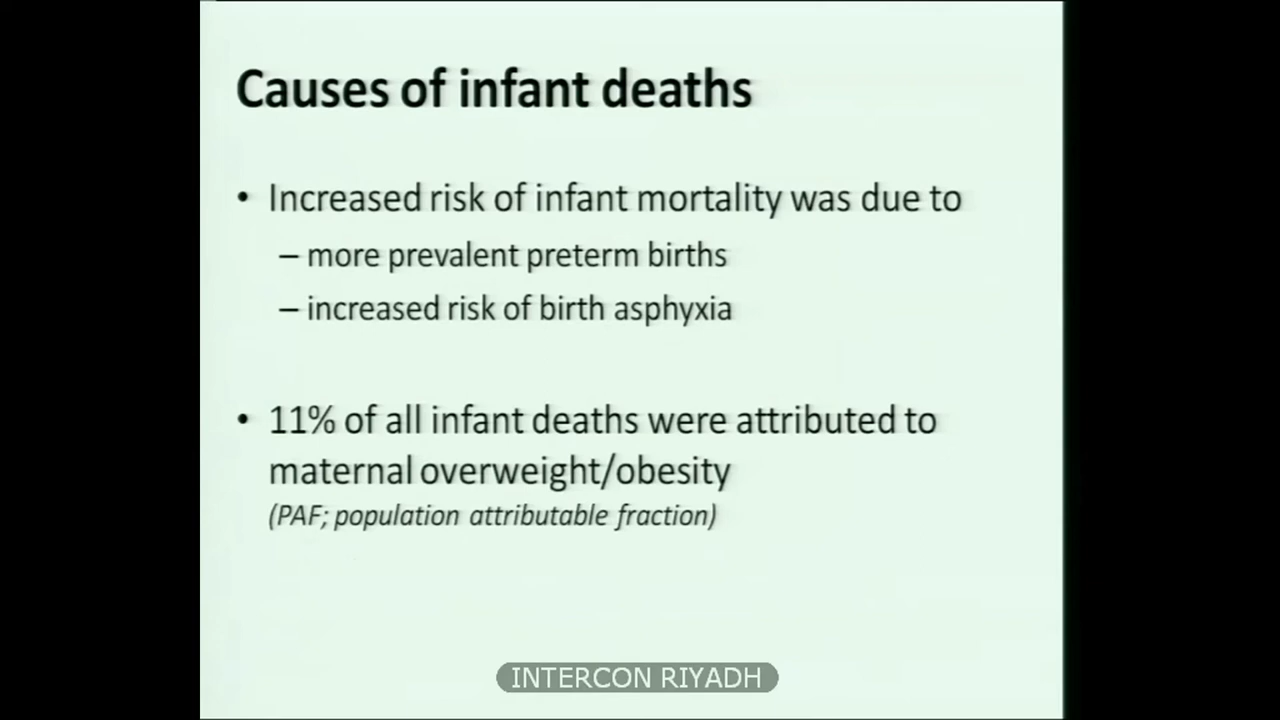 Causes of infant deaths
• Increased risk of infant mortality was due to
– more prevalent preterm births
– increased risk of birth asphyxia
• 11% of all infant deaths were attributed to
maternal overweight/obesity
(PAF; population attributable fraction)
INTERCON RIYADH